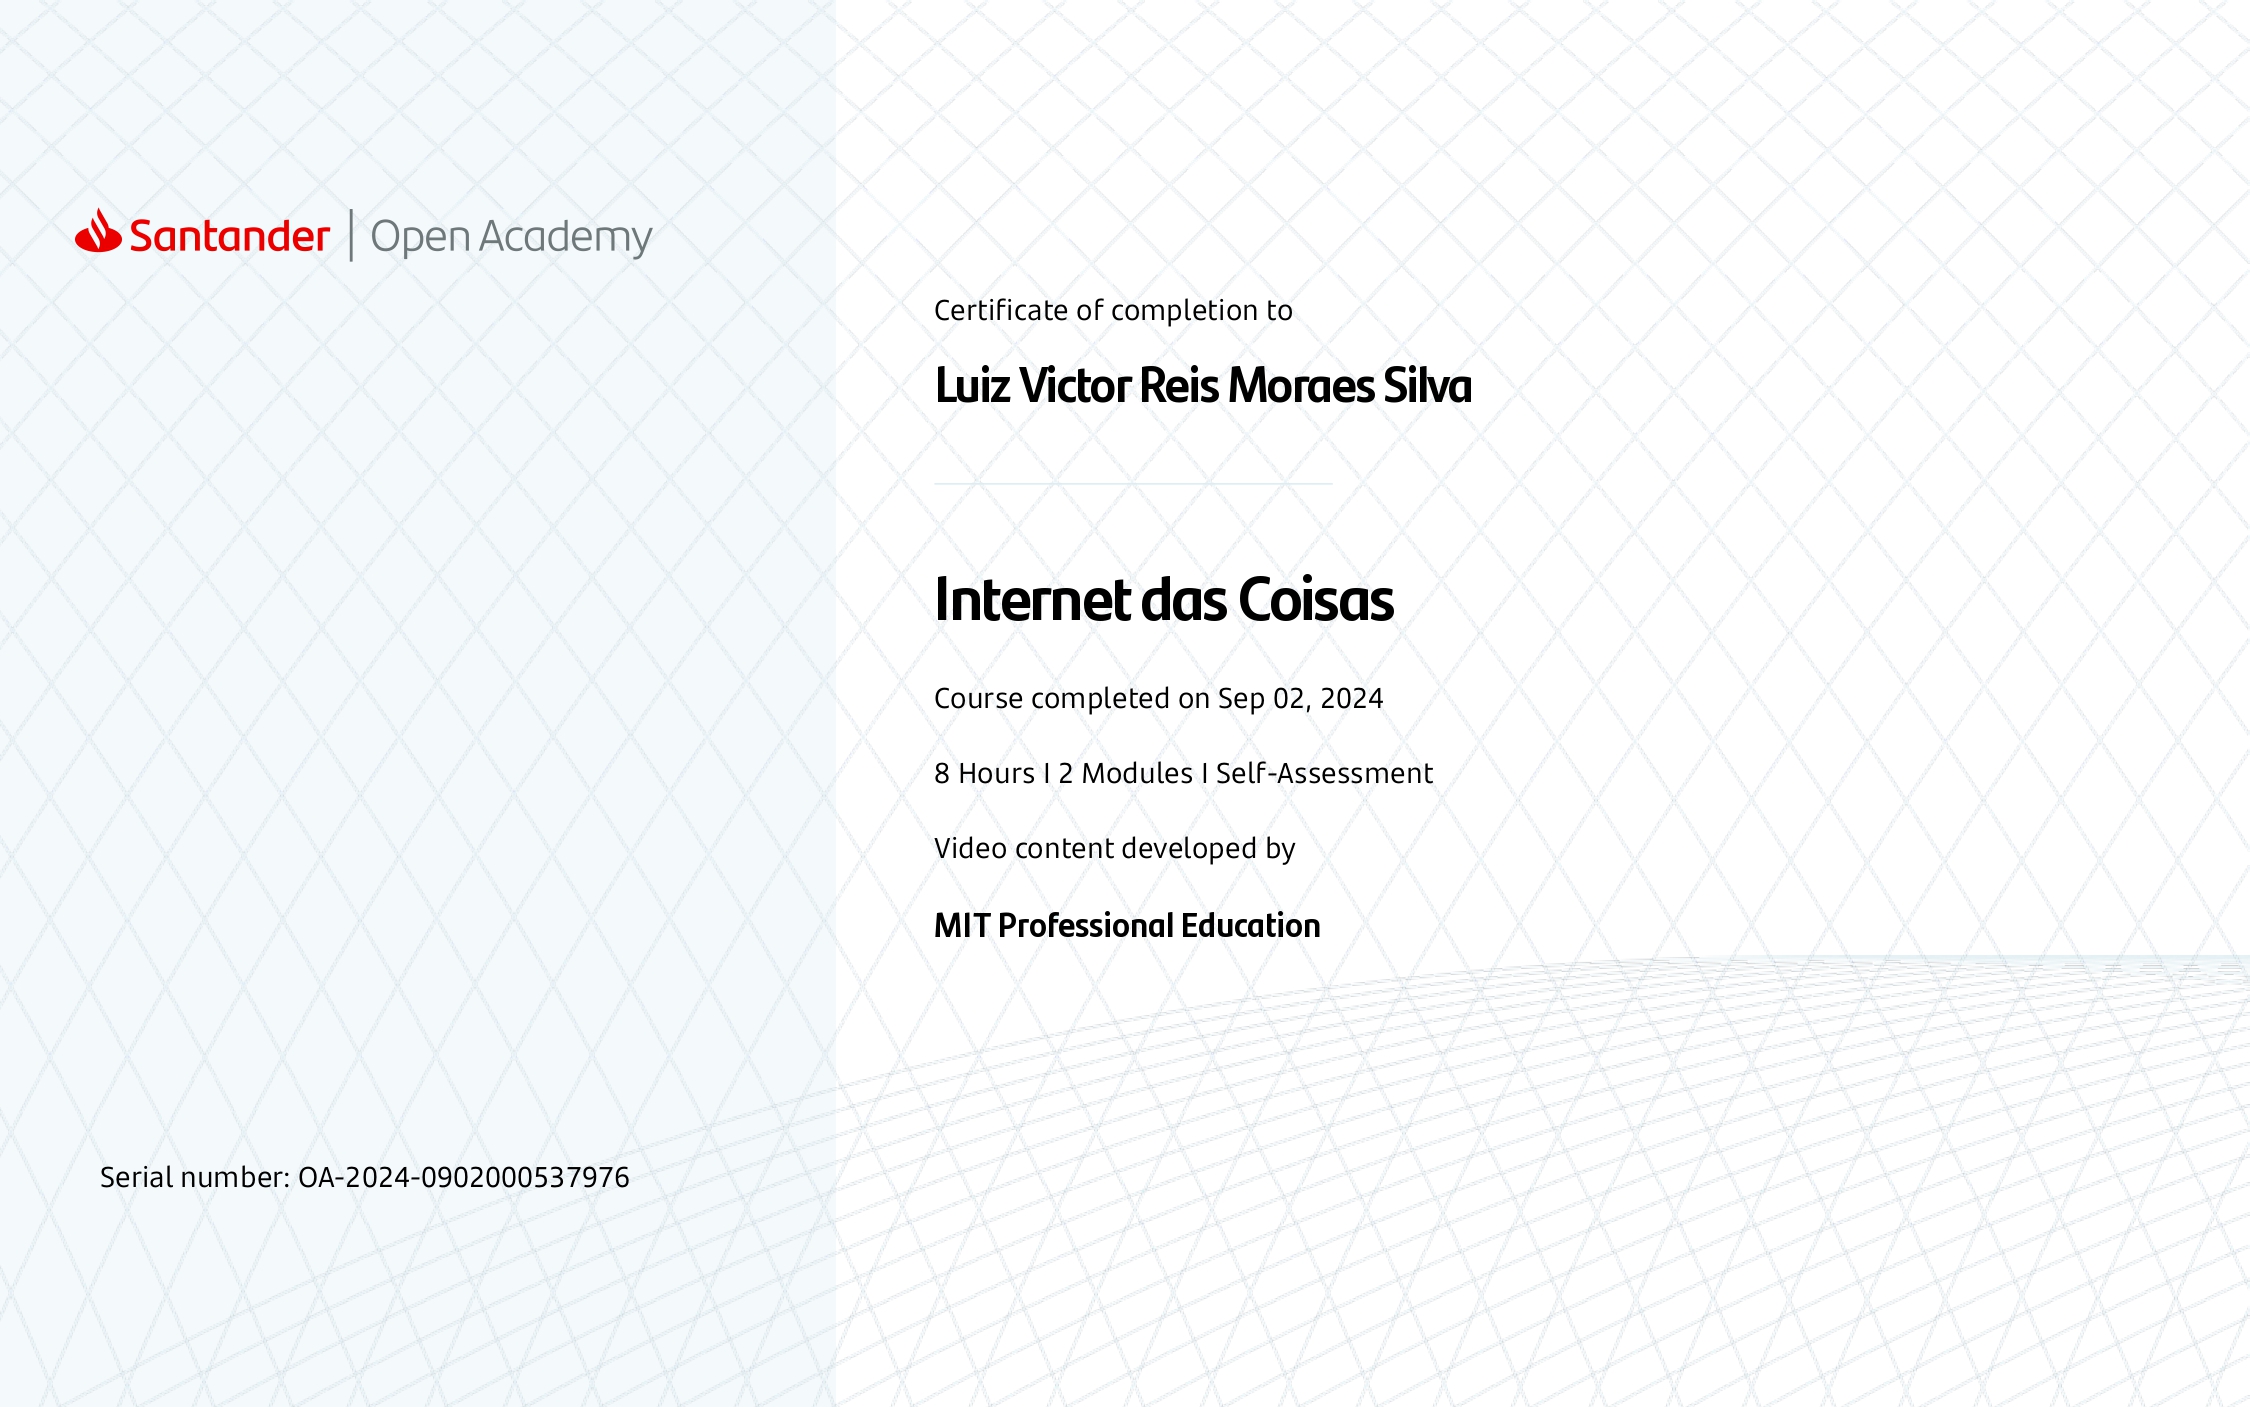 Santander | Open Academy
Certificate of completion to
Luiz Victor Reis Moraes Silva
Internet das Coisas
Course completed on Sep 02, 2024
8 Hours I 2 Modules I Self-Assessment
Video content developed by
MIT Professional Education
Serial number: OA-2024-0902000537976